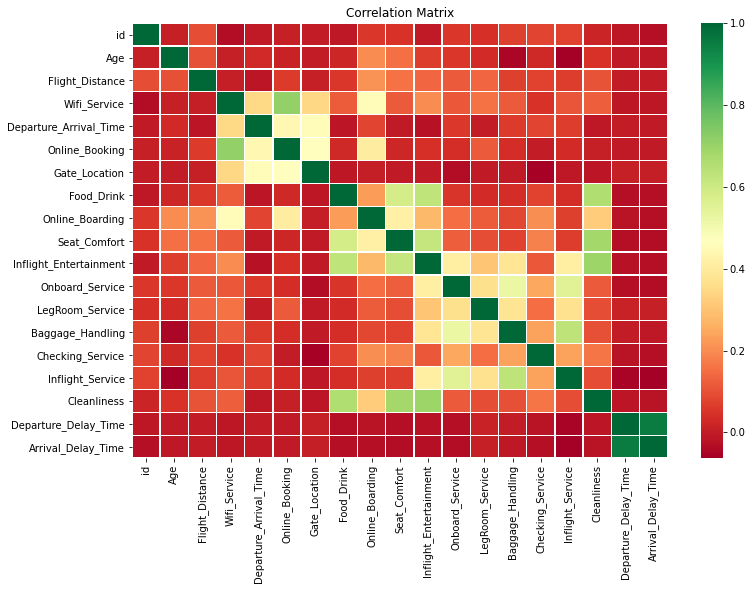 Correlation Matrix
id
Age
Flight_Distance
Wifi_Service
Departure_Arrival_Time
Online_Booking
Gate_Location
Food_Drink
Online_Boarding
Seat_Comfort
Inflight_Entertainment
Onboard_Service
LegRoom_Service
Baggage_Handling
Checking_Service
Inflight_Service
Cleanliness
Departure_Delay_Time
Arrival_Delay_Time
id
Age
Flight_Distance
Wifi_Service
Departure_Arrival_Time
Online_Booking
Gate_Location
Food_Drink
Online_Boarding
Seat_Comfort
Inflight_Entertainment
Onboard_Service
LegRoom_Service
Baggage_Handling
Checking_Service
Inflight_Service
Cleanliness
Departure_Delay_Time
Arrival_Delay_Time
1.0
0.8
0.6
0.4
0.2
0.0